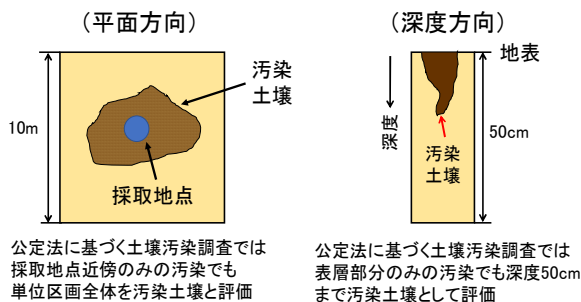 (平面方向)
10m
汚染
土壌
採取地点
公定法に基づく土壌汚染調査では
採取地点近傍のみの汚染でも
単位区画全体を汚染土壌と評価
(深度方向)
地表
深度
50cm
汚染
土壌
公定法に基づく土壌汚染調査では
表層部分のみの汚染でも深度50cm
まで汚染土壌として評価